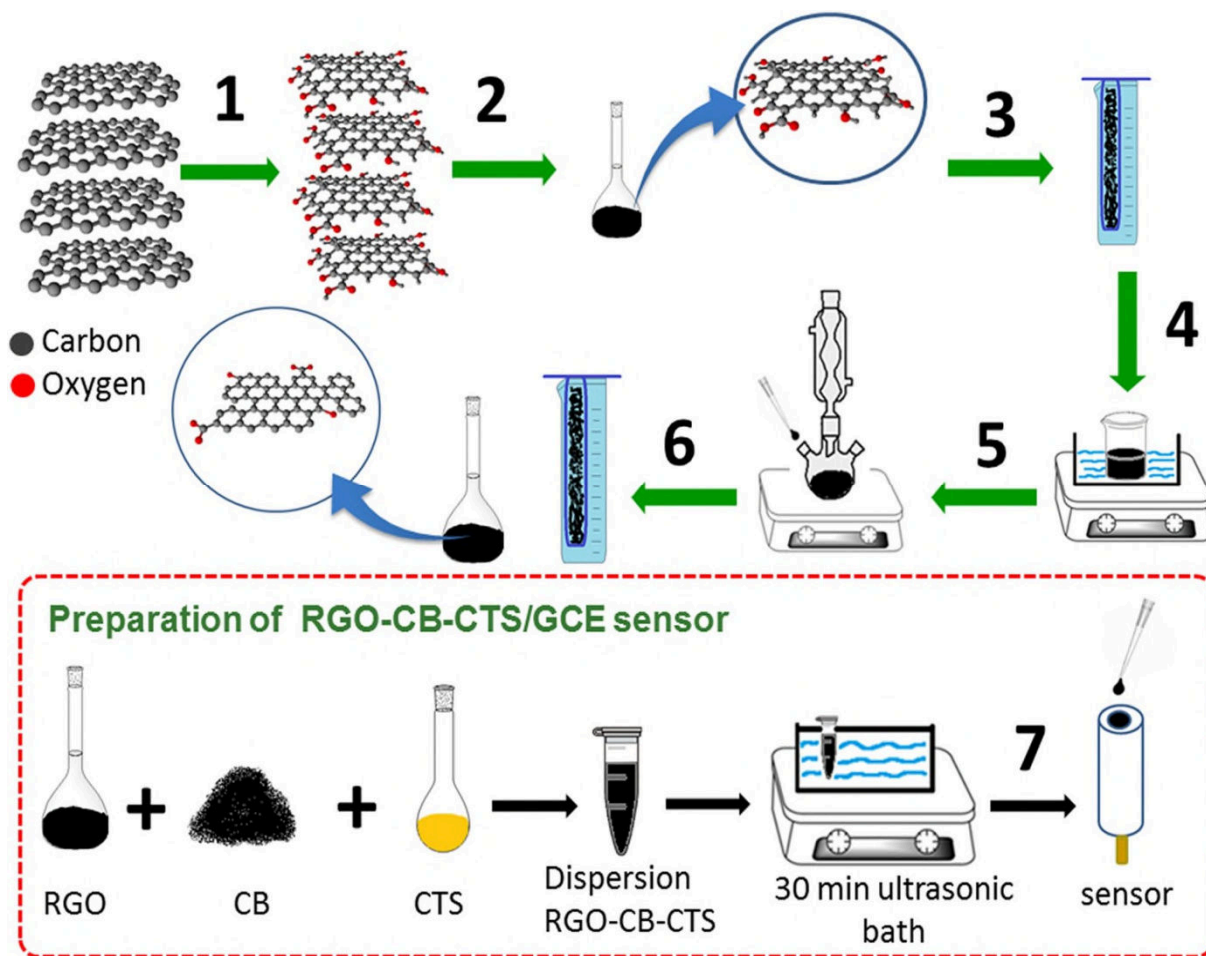 1
2
3
4
Carbon
Oxygen
5
6
Preparation of RGO-CB-CTS/GCE sensor
7
RGO
+
CB
+
CTS
Dispersion
RGO-CB-CTS
30 min ultrasonic
bath
sensor